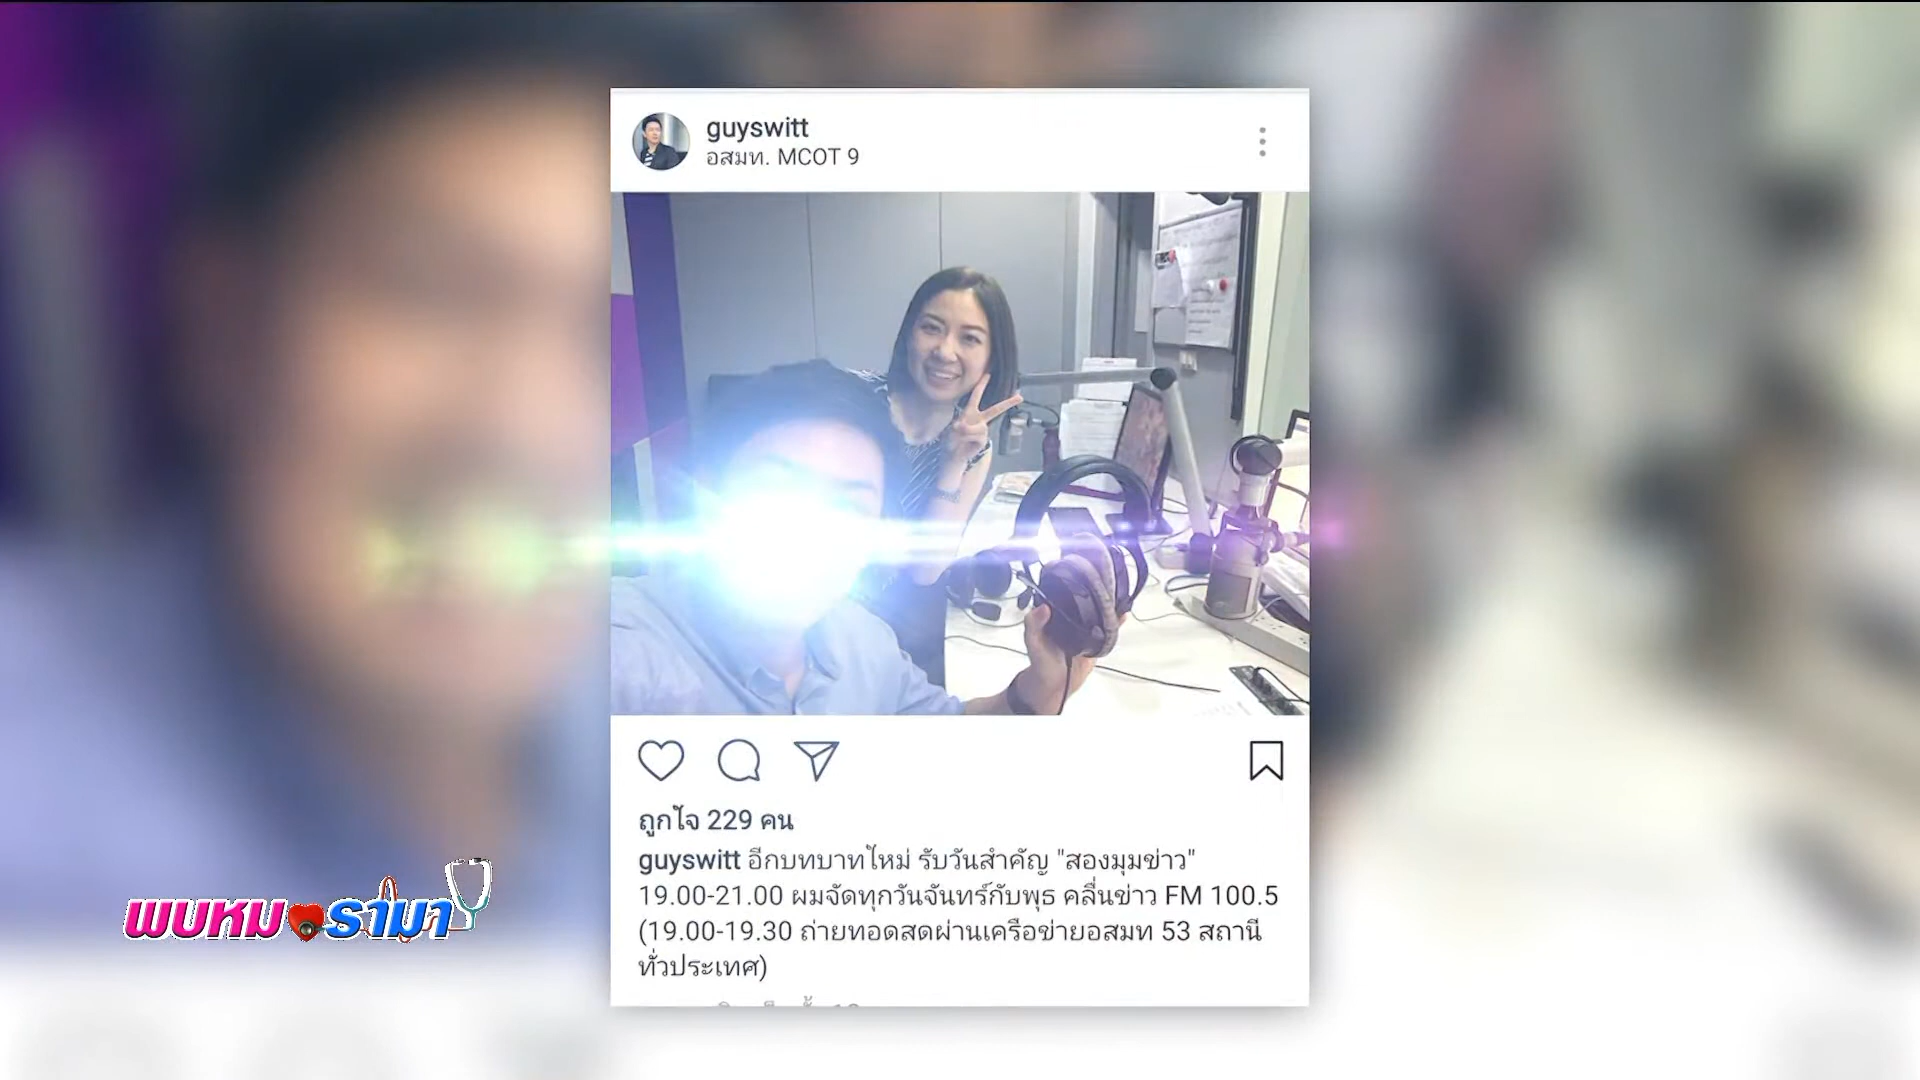 guyswitt
อสมท. MCOT 9
ถูกใจ 229 คน
guyswitt อีกบทบาทใหม่ รับวันสำคัญ "สองมุมข่าว"
19.00-21.00 ผมจัดทุกวันจันทร์กับพุธ คลื่นข่าว FM 100.5
(19.00-19.30 ถ่ายทอดสดผ่านเครือข่ายอสมท 53 สถานี
ทั่วประเทศ)
พบหมอรามา